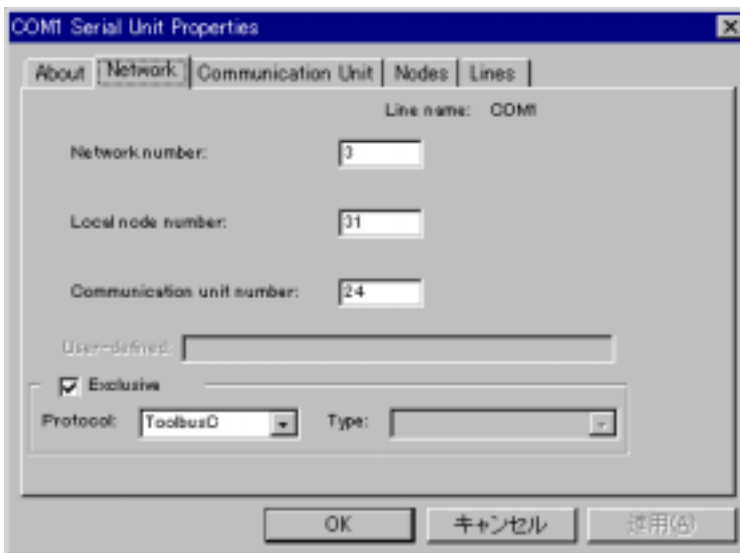 COM1 Serial Unit Properties
About Network Communication Unit Nodes Lines
Line name: COM1
Network number: 3
Local node number: 31
Communication unit number: 24
User-defined:
Exclusive
Protocol: ToolbusC Type:
OK キャンセル 適用(A)